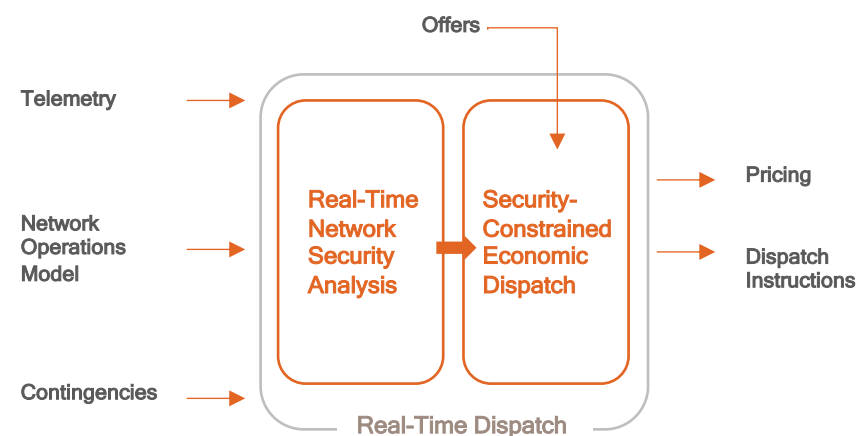 Offers
Telemetry
Network
Operations
Model
Contingencies
Real-Time
Network
Security
Analysis
Security-
Constrained
Economic
Dispatch
Pricing
Dispatch
Instructions
Real-Time Dispatch